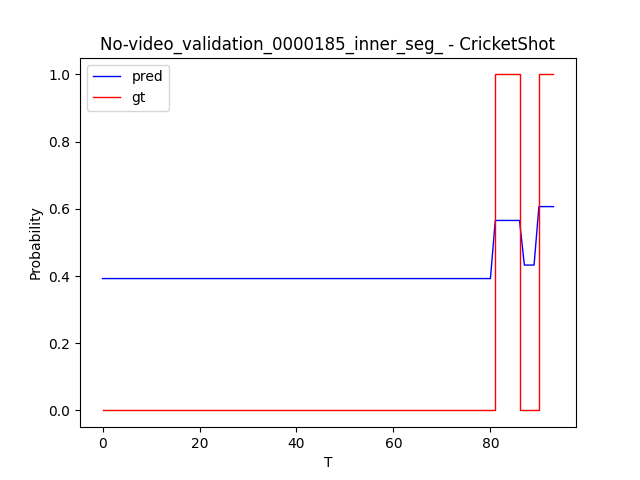 No-video_validation_0000185_inner_seg_ - CricketShot
pred
gt
1.0
0.8
0.6
0.4
0.2
0.0
Probability
0
20
40
60
80
T